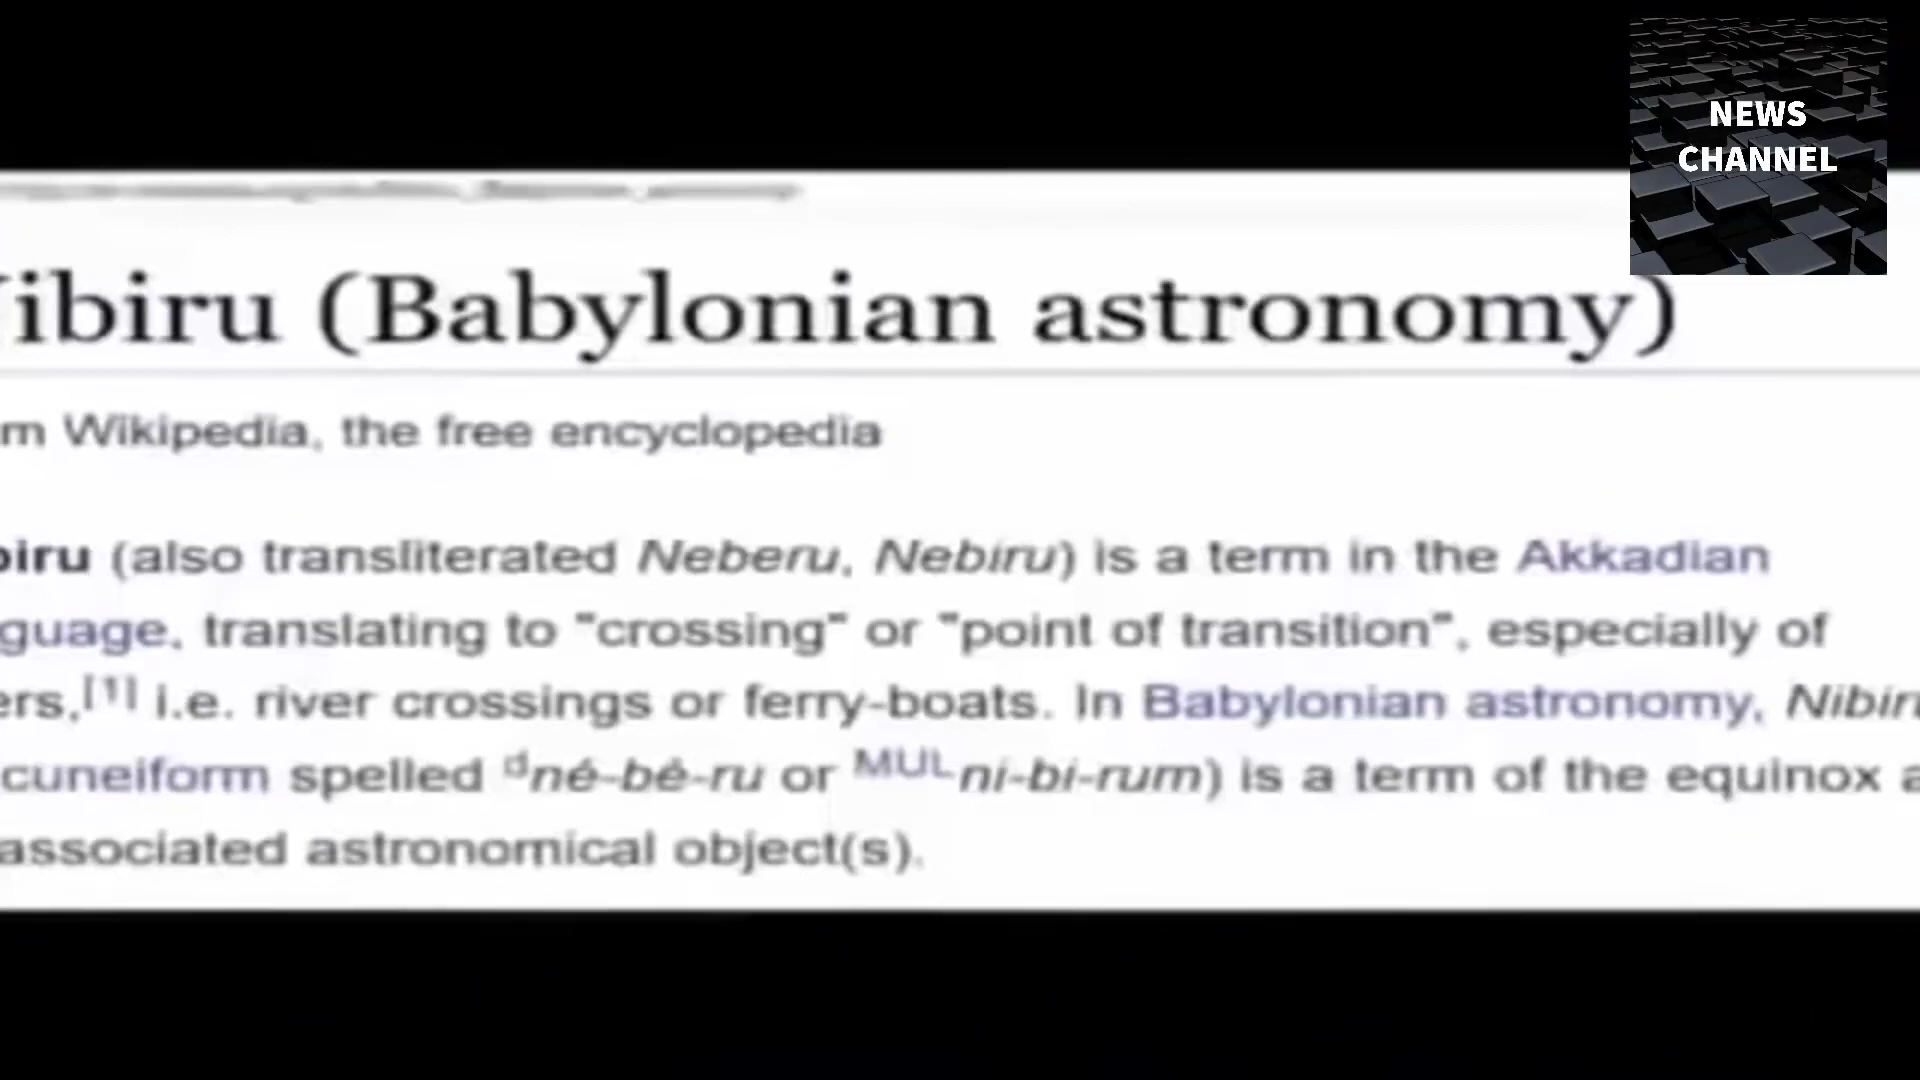 NEWS
CHANNEL
ibiru (Babylonian astronomy)
m Wikipedia, the free encyclopedia
biru (also transliterated Neberu, Nebiru) is a term in the Akkadian
guage, translating to "crossing" or "point of transition", especially of
ers,[1] i.e. river crossings or ferry-boats. In Babylonian astronomy, Nibiru
cuneiform spelled dné-bé-ru or MULni-bi-rum) is a term of the equinox a
associated astronomical object(s).